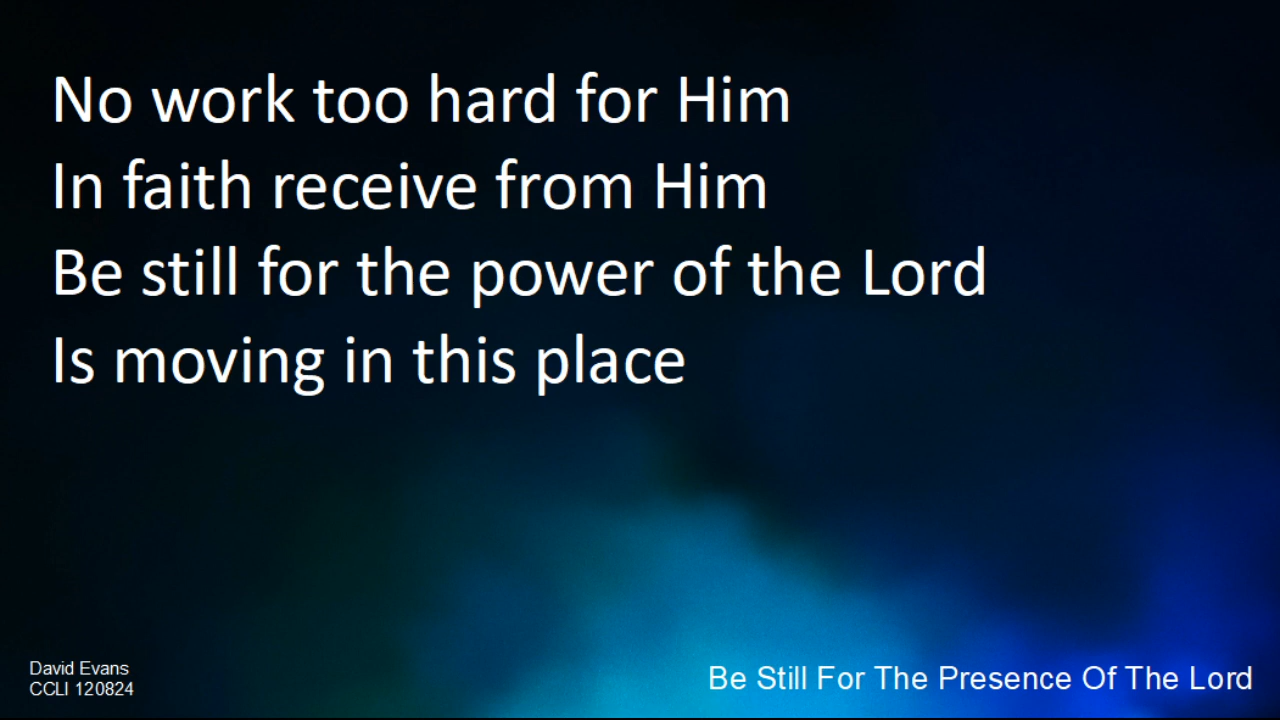 No work too hard for Him
In faith receive from Him
Be still for the power of the Lord
Is moving in this place
David Evans
CCLI 120824
Be Still For The Presence Of The Lord